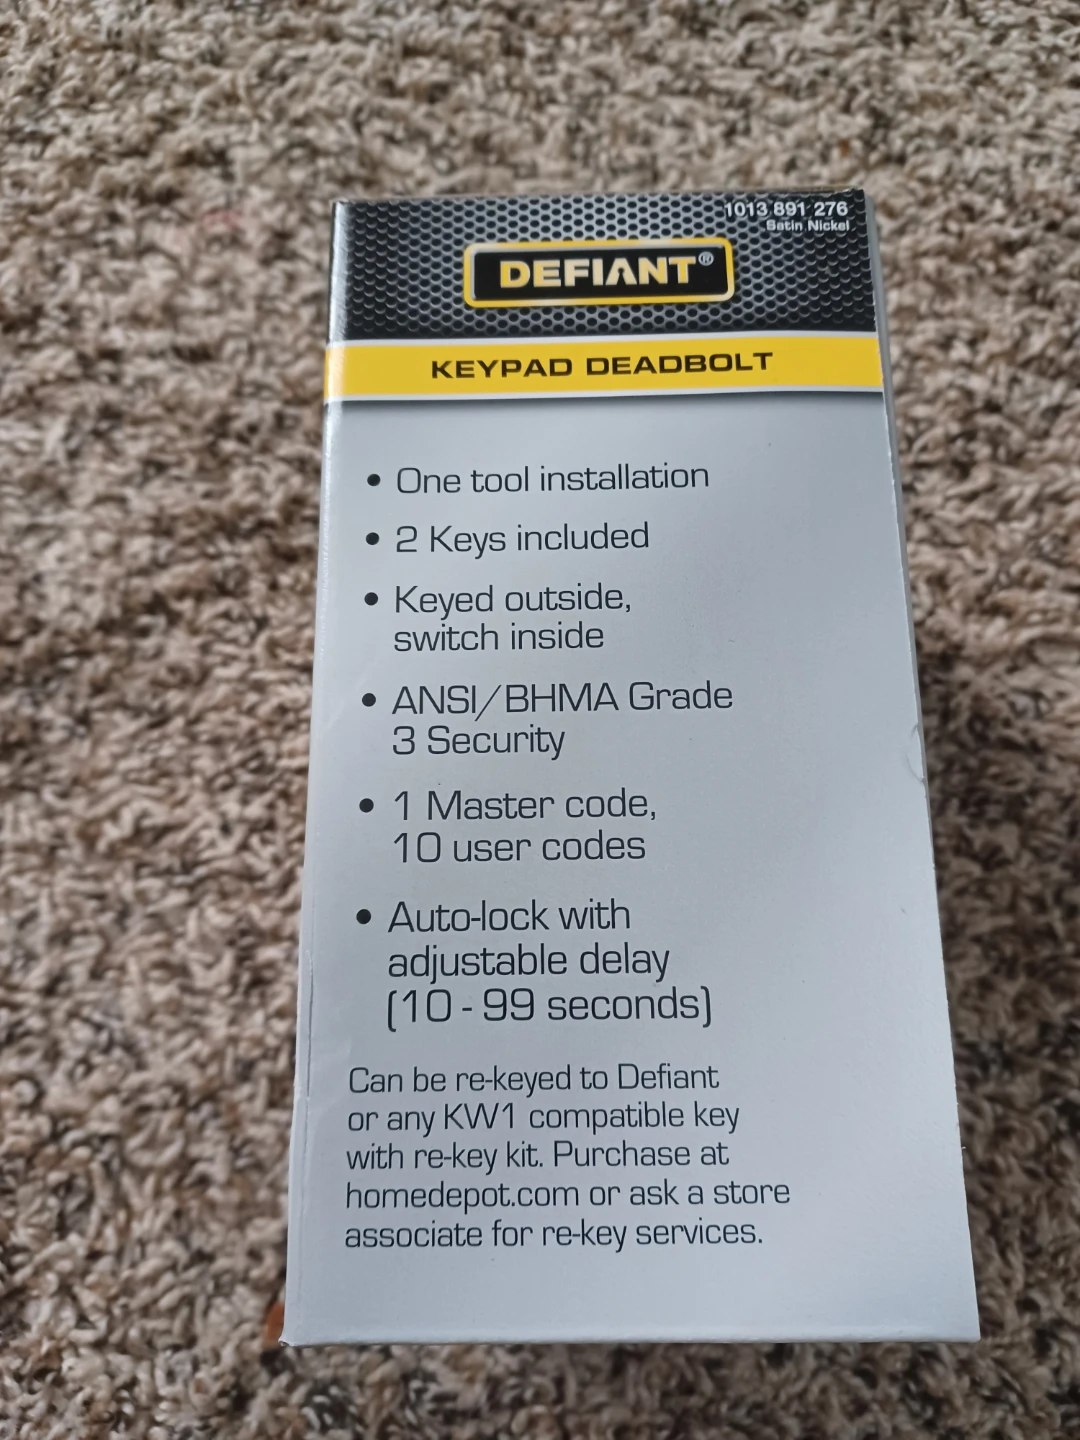 1013 891 276
Satin Nickel
DEFIANT®
KEYPAD DEADBOLT
• One tool installation
• 2 Keys included
• Keyed outside,
switch inside
• ANSI/BHMA Grade
3 Security
• 1 Master code,
10 user codes
• Auto-lock with
adjustable delay
(10 - 99 seconds)
Can be re-keyed to Defiant
or any KW1 compatible key
with re-key kit. Purchase at
homedepot.com or ask a store
associate for re-key services.